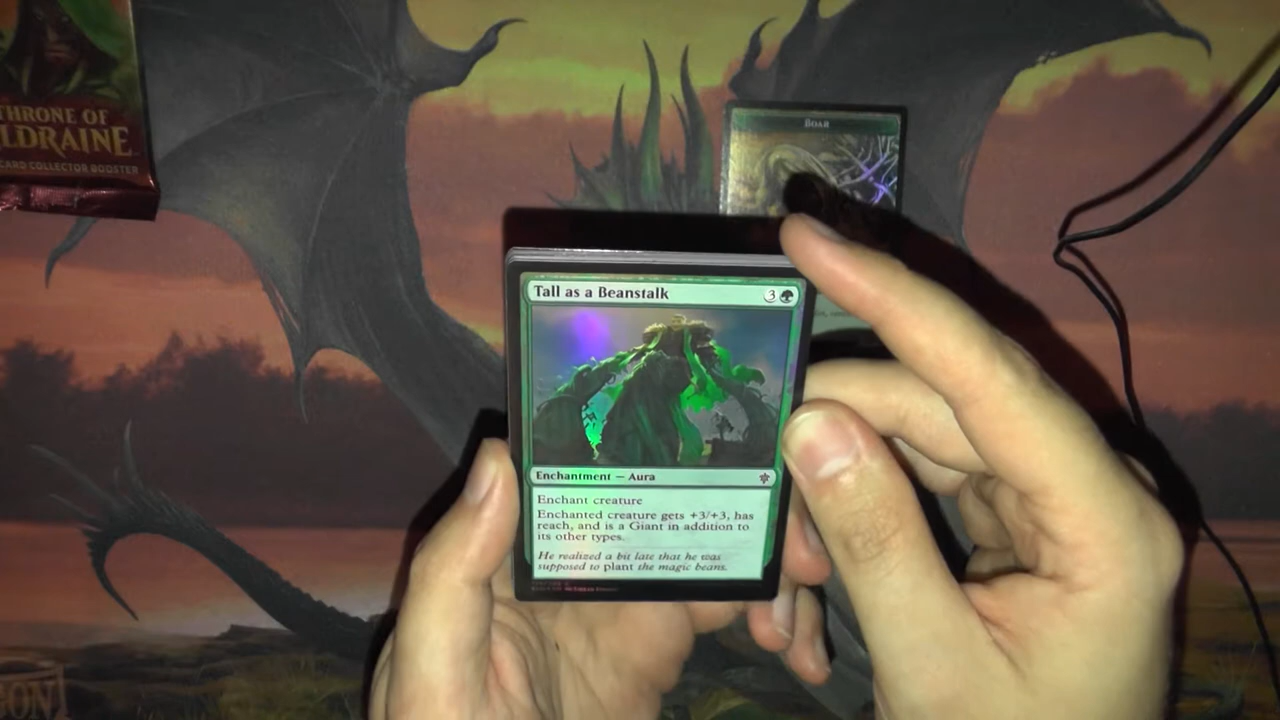 THRONE OF
ELDRAINE
CARD COLLECTOR BOOSTER
BOAR
Tall as a Beanstalk
3
Enchantment — Aura
Enchant creature
Enchanted creature gets +3/+3, has
reach, and is a Giant in addition to
its other types.
He realized a bit late that he was
supposed to plant the magic beans.